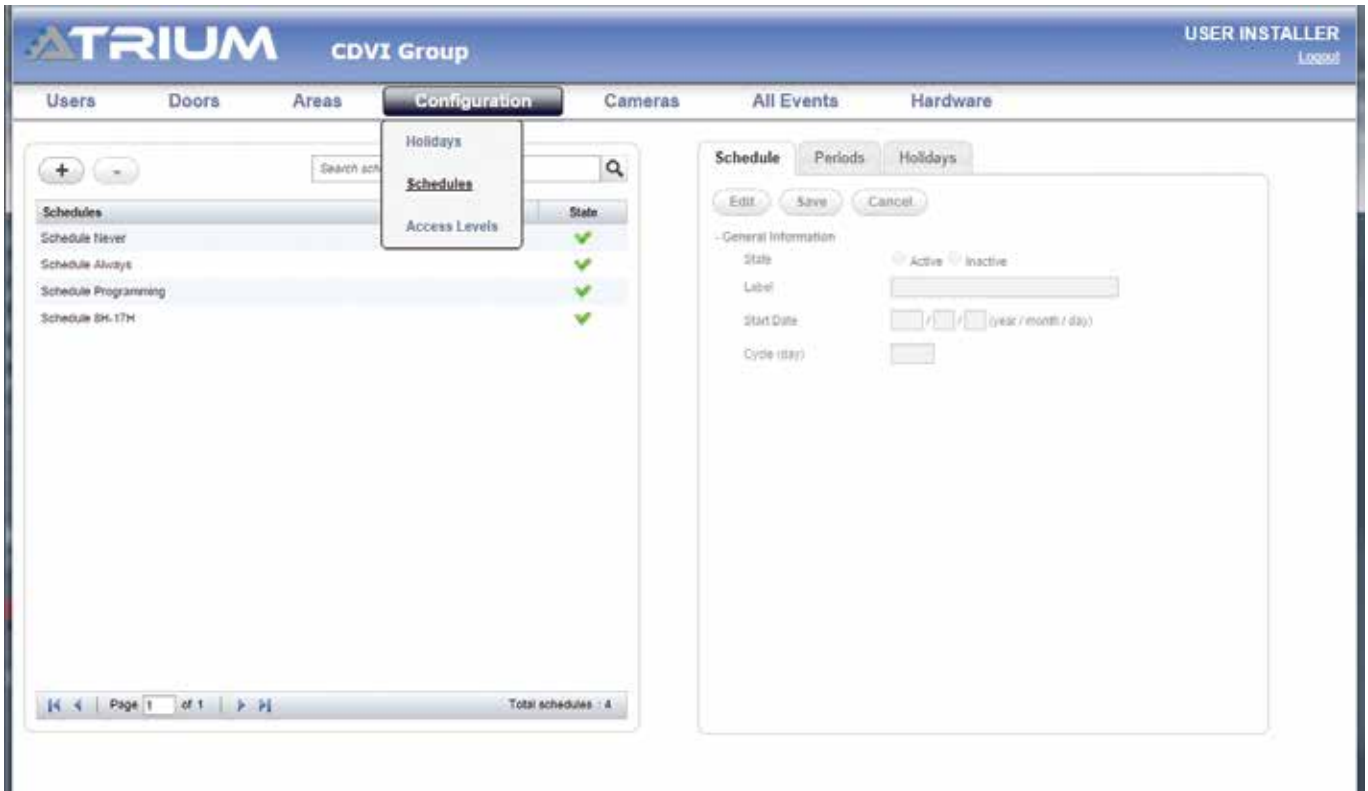 ATRIUM CDVI Group
USER INSTALLER
Logout
Users Doors Areas Configuration Cameras All Events Hardware
Holidays
Schedules
Access Levels
+ -
Search sch
Schedules State
Schedule Never
Schedule Always
Schedule Programming
Schedule 8H-17H
Page 1 of 1
Total schedules : 4
Schedule Periods Holidays
Edit Save Cancel
- General Information
State Active Inactive
Label
Start Date / / (year / month / day)
Cycle (day)